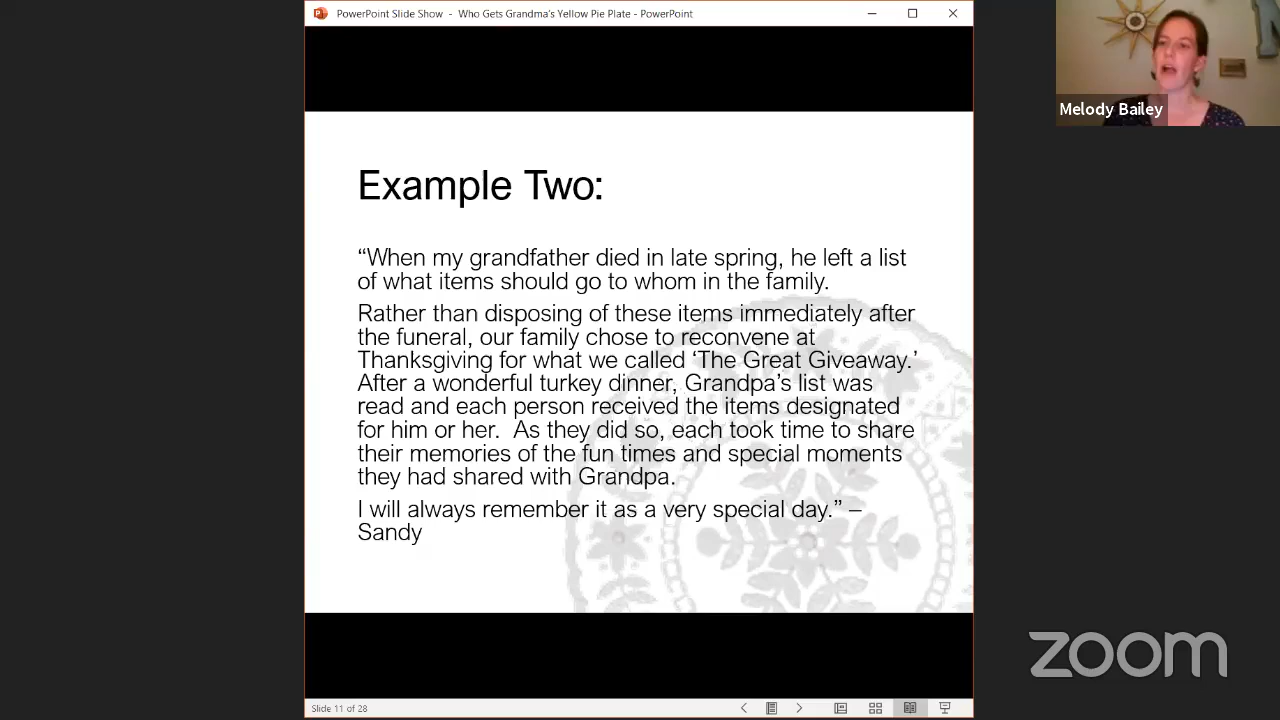 PowerPoint Slide Show - Who Gets Grandma's Yellow Pie Plate - PowerPoint
Melody Bailey
Example Two:
“When my grandfather died in late spring, he left a list
of what items should go to whom in the family.
Rather than disposing of these items immediately after
the funeral, our family chose to reconvene at
Thanksgiving for what we called ‘The Great Giveaway.’
After a wonderful turkey dinner, Grandpa’s list was
read and each person received the items designated
for him or her.  As they did so, each took time to share
their memories of the fun times and special moments
they had shared with Grandpa.
I will always remember it as a very special day.” –
Sandy
zoom
Slide 11 of 28